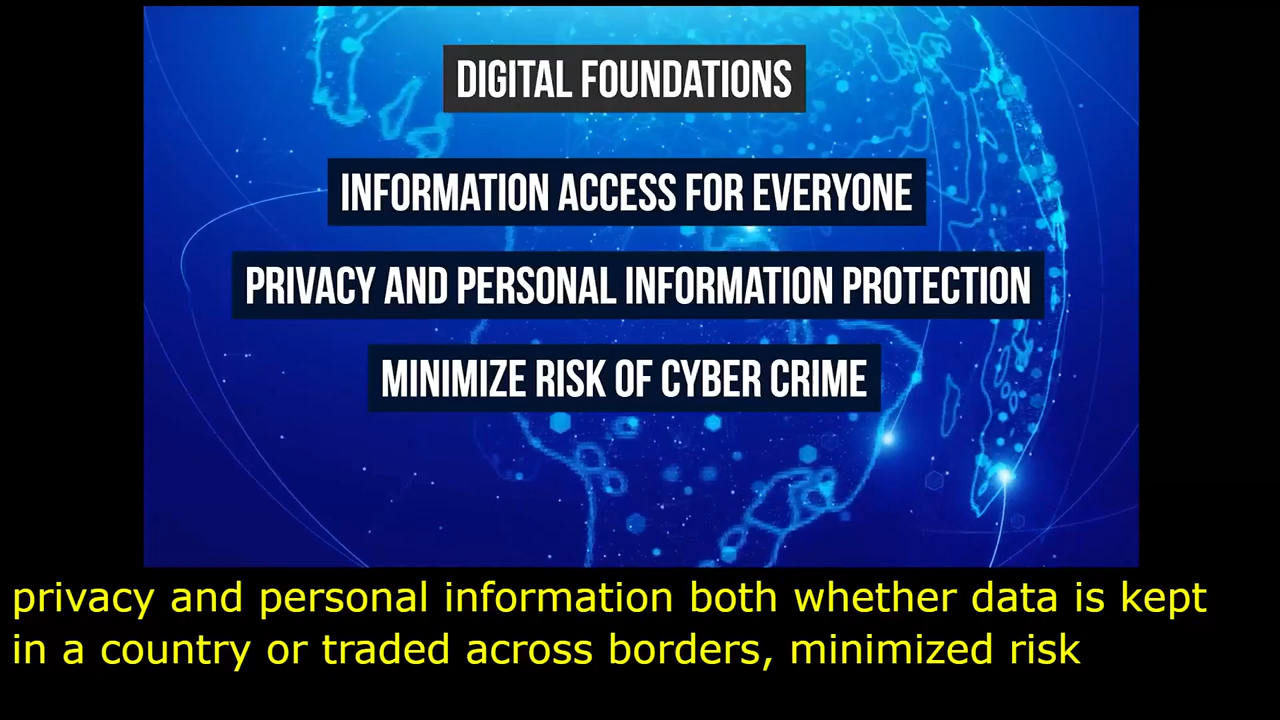 DIGITAL FOUNDATIONS
INFORMATION ACCESS FOR EVERYONE
PRIVACY AND PERSONAL INFORMATION PROTECTION
MINIMIZE RISK OF CYBER CRIME
privacy and personal information both whether data is kept
in a country or traded across borders, minimized risk